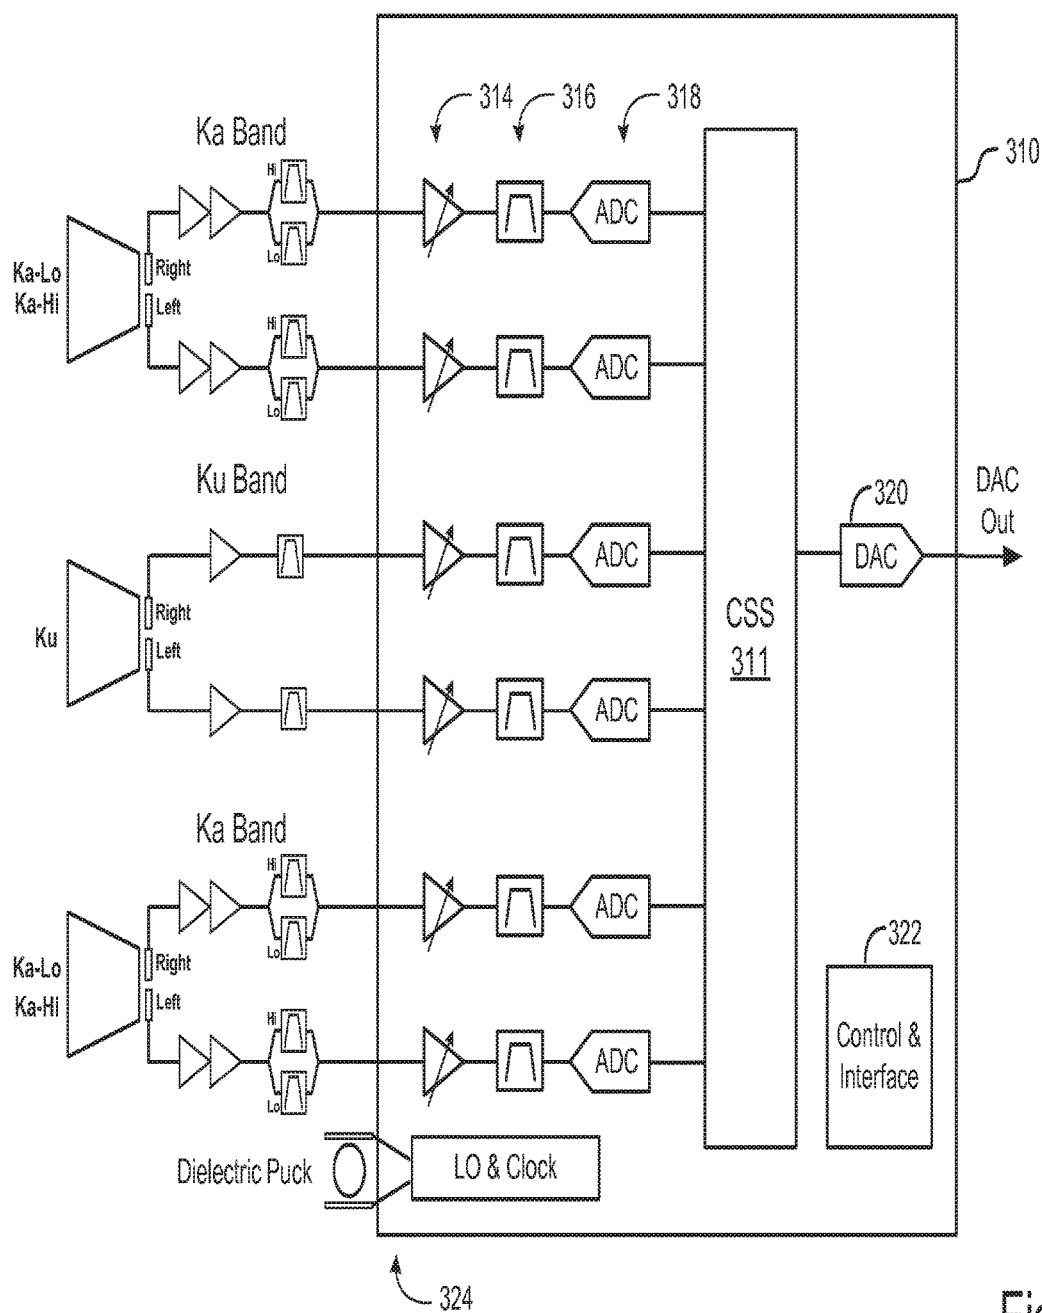 314
316
318
310
Ka Band
Hi
ADC
Lo
Ka-Lo
Ka-Hi
Right
Left
Hi
ADC
Lo
Ku Band
320
DAC
Out
ADC
DAC
Ku
Right
Left
CSS
311
ADC
Ka Band
Hi
ADC
Lo
322
Ka-Lo
Ka-Hi
Right
Left
Control &
Interface
Hi
ADC
Lo
Dielectric Puck
LO & Clock
324